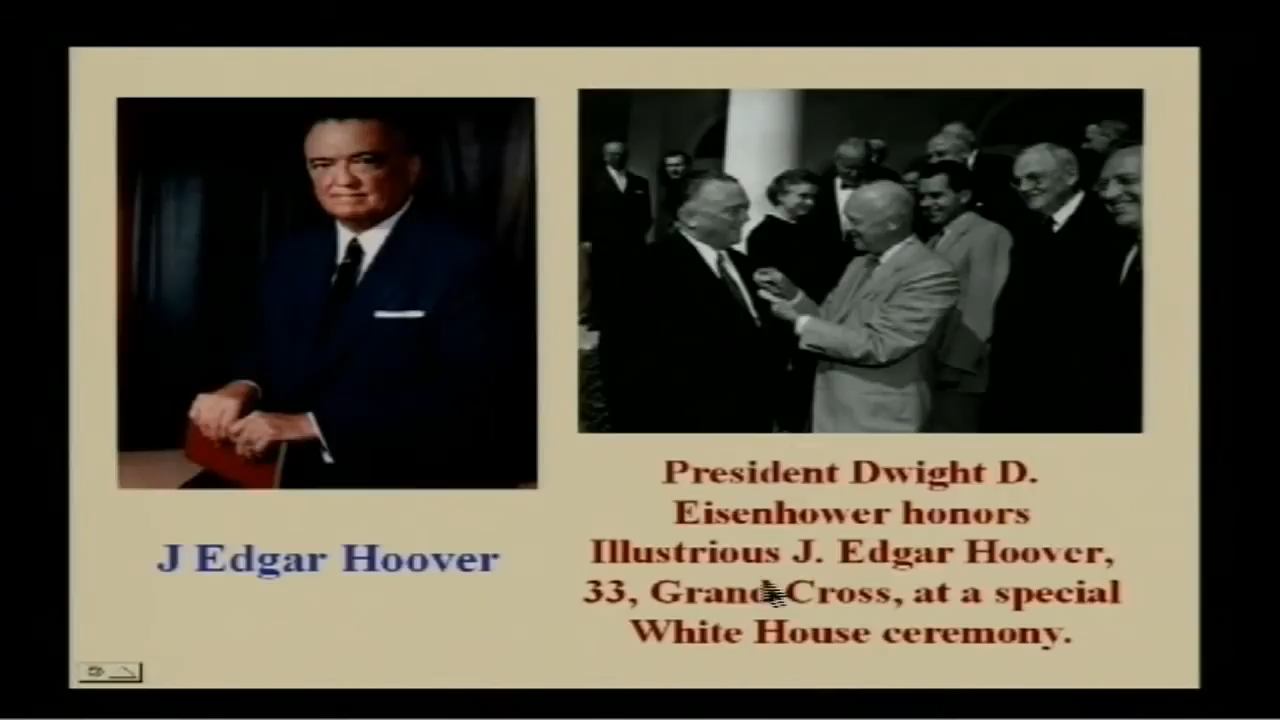 J Edgar Hoover
President Dwight D.
Eisenhower honors
Illustrious J. Edgar Hoover,
33, Grand Cross, at a special
White House ceremony.